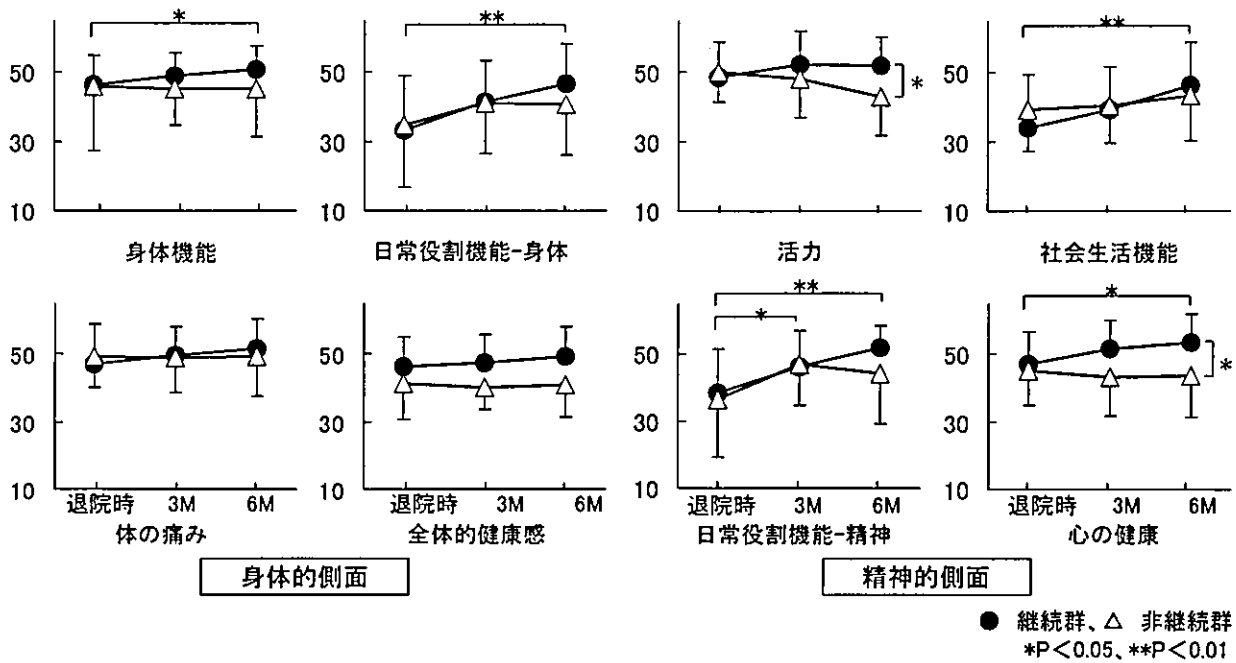 * ** * **
50 50 50 50
30 30 30 30
10 10 10 10
身体機能 日常役割機能-身体 活力 社会生活機能
** *
* *
50 50 50 50
30 30 30 30
10 10 10 10
退院時 3M 6M 退院時 3M 6M 退院時 3M 6M 退院時 3M 6M
体の痛み 全体的健康感 日常役割機能-精神 心の健康
身体的側面 精神的側面
● 継続群、△ 非継続群
*P<0.05、**P<0.01